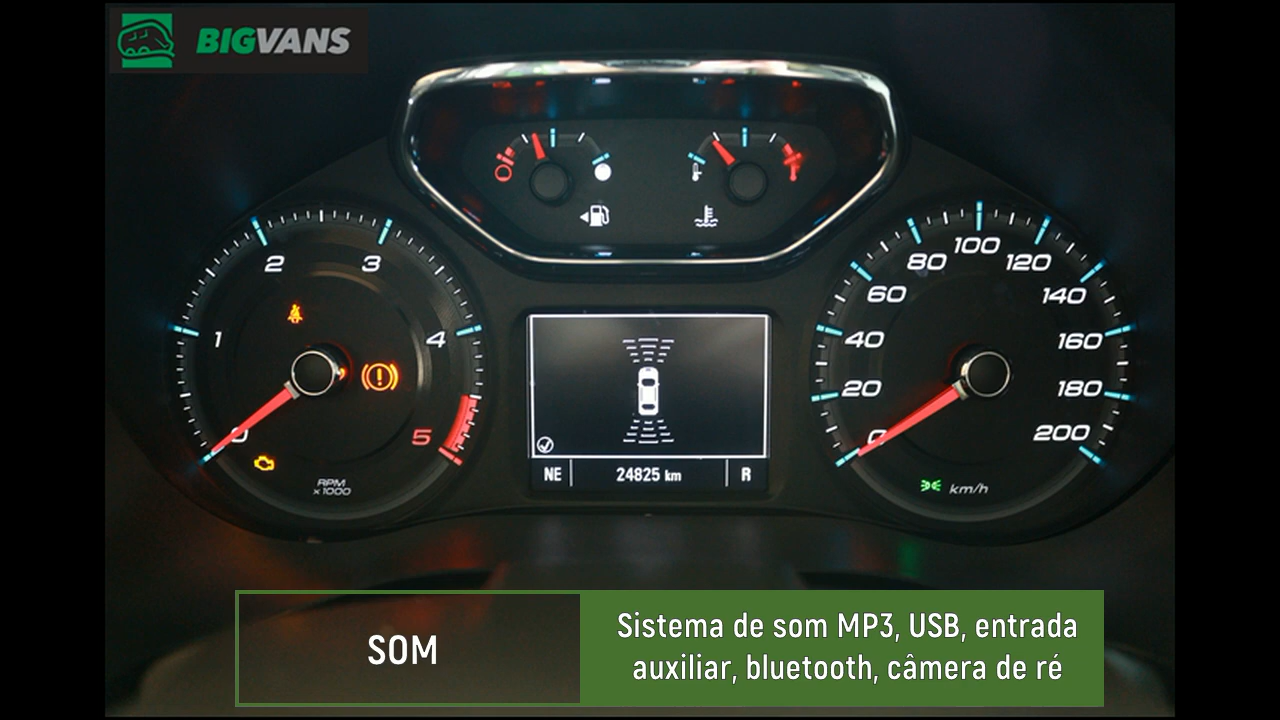 BIGVANS
2
3
1
4
0
5
RPM
x1000
80
100
120
60
140
40
160
20
180
0
200
km/h
NE
24825 km
R
SOM
Sistema de som MP3, USB, entrada
auxiliar, bluetooth, câmera de ré